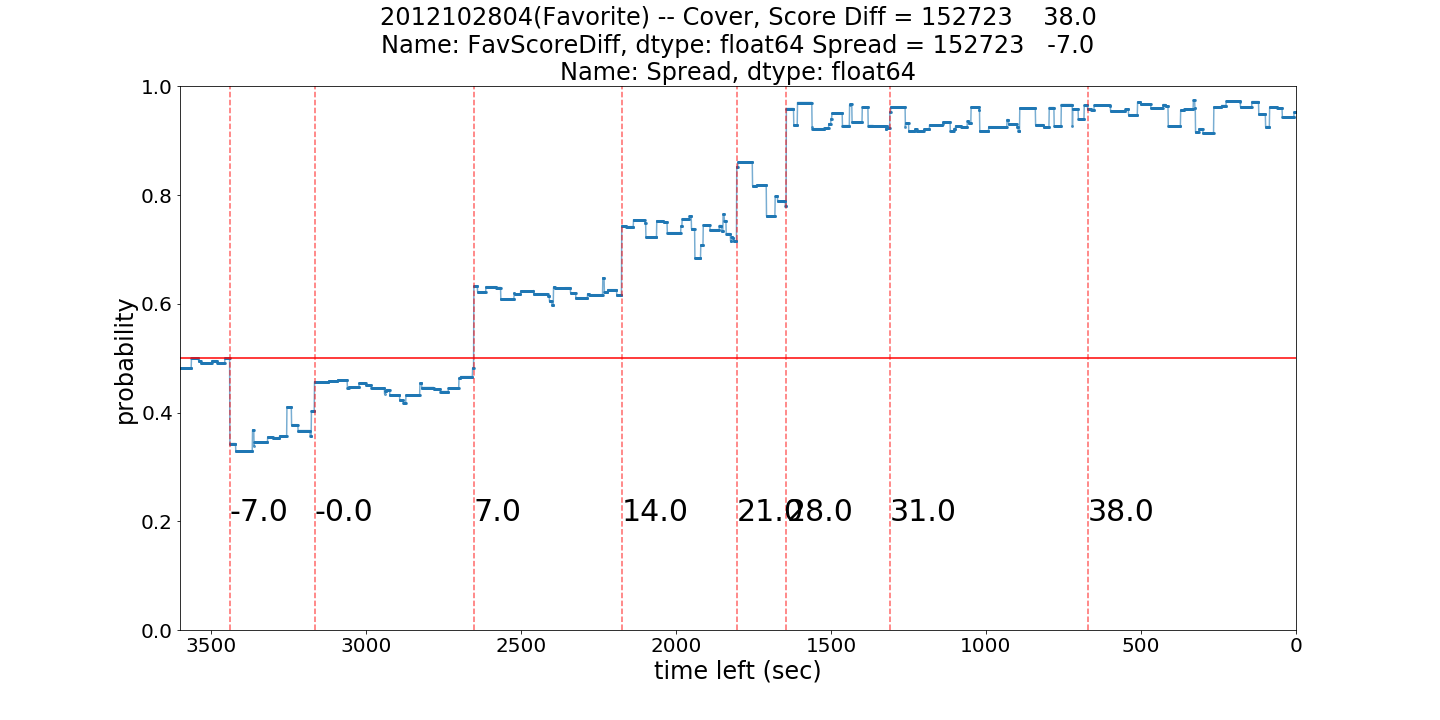 2012102804(Favorite) -- Cover, Score Diff = 152723    38.0
Name: FavScoreDiff, dtype: float64 Spread = 152723   -7.0
Name: Spread, dtype: float64
1.0
0.8
0.6
0.4
0.2
0.0
probability
-7.0 -0.0 7.0 14.0 21.0 28.0 31.0 38.0
3500 3000 2500 2000 1500 1000 500 0
time left (sec)